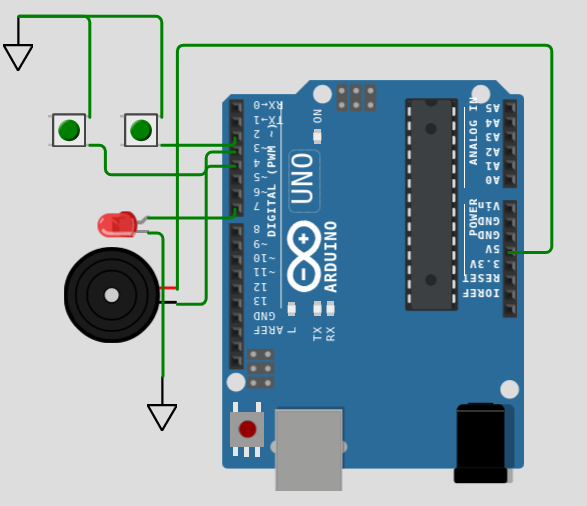 RX←0
TX→1
~ 2
~3
4
~5
~6
7
DIGITAL (PWM ~)
8
~9
~10
~11
12
13
GND
AREF
ON
UNO
ARDUINO
L
TX
RX
ANALOG IN
A5
A4
A3
A2
A1
A0
POWER
Vin
GND
GND
5V
3.3V
RESET
IOREF